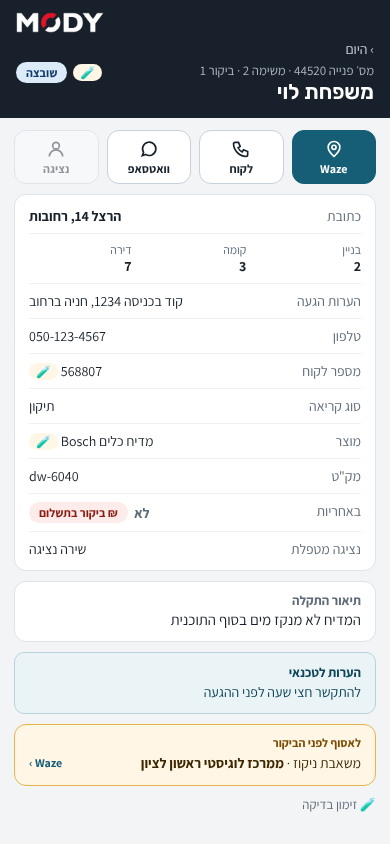 MODY
‹ היום
מס' פנייה 44520 · משימה 2 · ביקור 1
משפחת לוי
🧪 שובצה
Waze
לקוח
וואטסאפ
נציגה
כתובת הרצל 14, רחובות
בניין קומה דירה
2 3 7
הערות הגעה קוד בכניסה 1234, חניה ברחוב
טלפון 050-123-4567
מספר לקוח 568807 🧪
סוג קריאה תיקון
מוצר מדיח כלים Bosch 🧪
מק"ט dw-6040
באחריות לא ₪ ביקור בתשלום
נציגה מטפלת שירה נציגה
תיאור התקלה
המדיח לא מנקז מים בסוף התוכנית
הערות לטכנאי
להתקשר חצי שעה לפני ההגעה
לאסוף לפני הביקור
משאבת ניקוז · ממרכז לוגיסטי ראשון לציון Waze ‹
🧪 זימון בדיקה